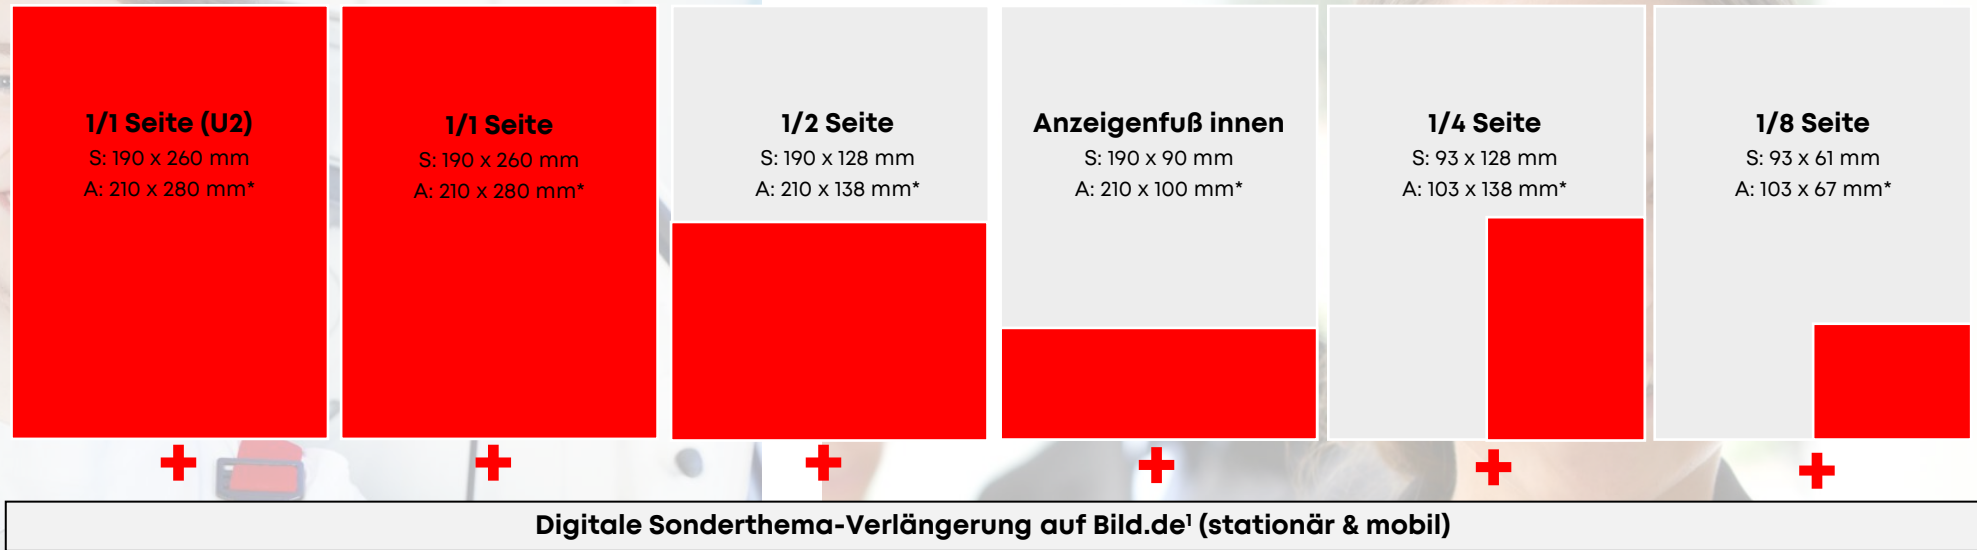 1/1 Seite (U2)
S: 190 x 260 mm
A: 210 x 280 mm*
1/1 Seite
S: 190 x 260 mm
A: 210 x 280 mm*
1/2 Seite
S: 190 x 128 mm
A: 210 x 138 mm*
Anzeigenfuß innen
S: 190 x 90 mm
A: 210 x 100 mm*
1/4 Seite
S: 93 x 128 mm
A: 103 x 138 mm*
1/8 Seite
S: 93 x 61 mm
A: 103 x 67 mm*
+ + + + + +
Digitale Sonderthema-Verlängerung auf Bild.de¹ (stationär & mobil)